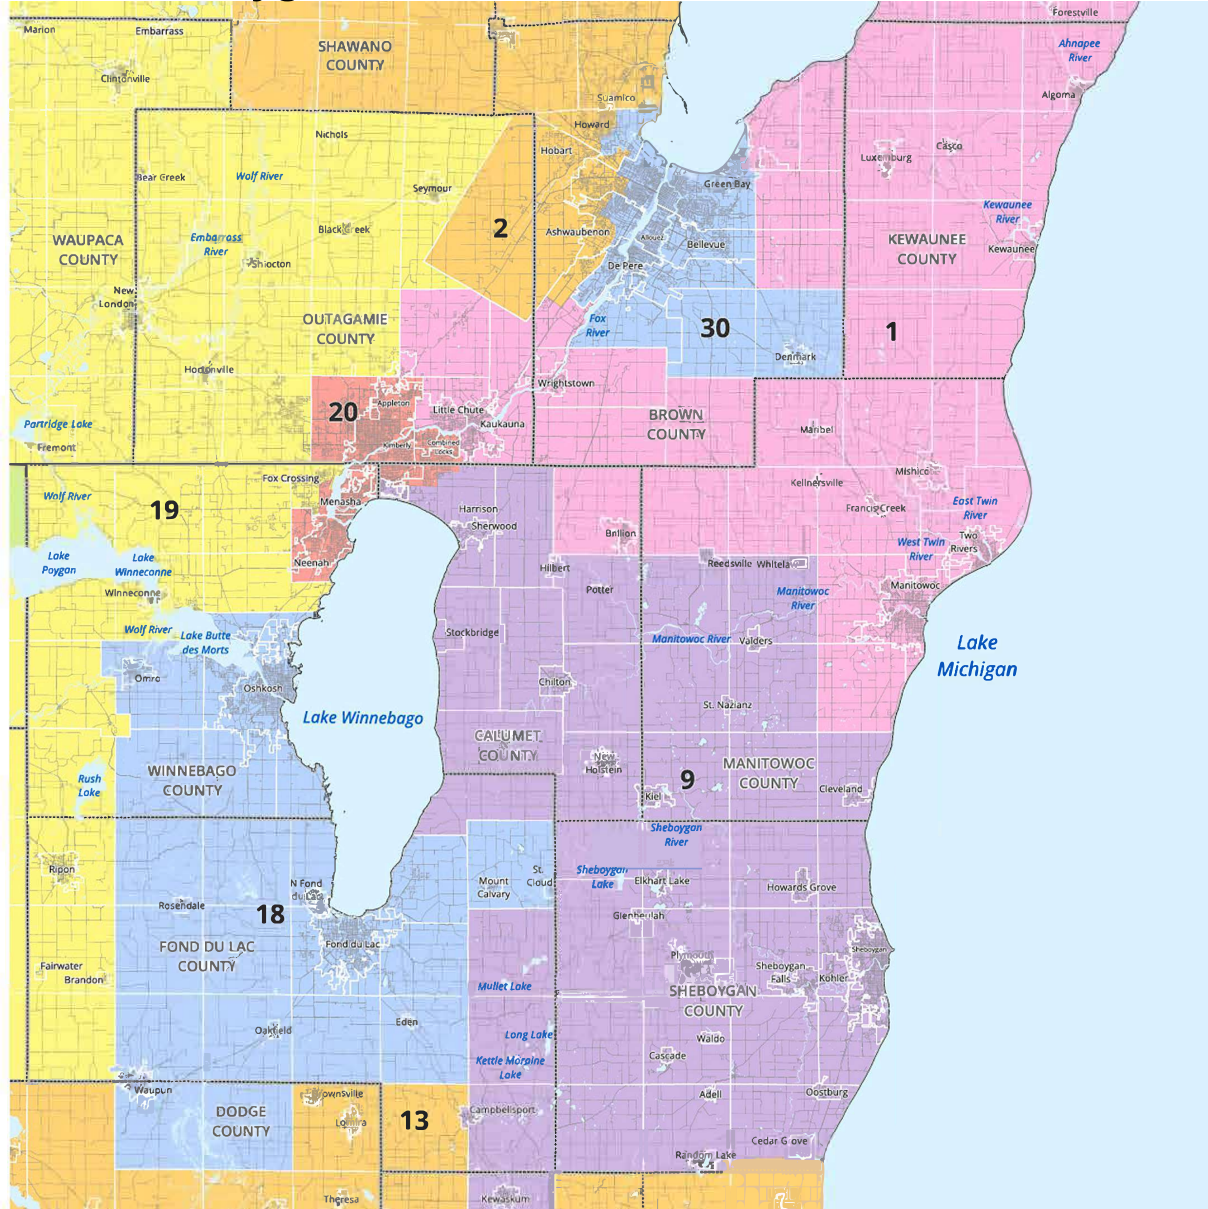 Forestville
Marion
Embarrass
SHAWANO
COUNTY
Ahnapee
River
Clintonville
Algoma
Suamico
Howard
Nichols
Hobart
Casco
Luxemburg
Bear Creek
Wolf River
Seymour
Green Bay
Kewaunee
River
2
Black Creek
Ashwaubenon
Allouez
Bellevue
WAUPACA
COUNTY
Embarrass
River
KEWAUNEE
COUNTY
Kewaunee
Shiocton
De Pere
New
London
OUTAGAMIE
COUNTY
Fox
River
30
1
Denmark
Hortonville
Wrightstown
Appleton
20
Little Chute
Kaukauna
BROWN
COUNTY
Partridge Lake
Maribel
Fremont
Kimberly
Combined
Locks
Fox Crossing
Mishicot
Kellnersville
Wolf River
19
Menasha
Harrison
Sherwood
Francis Creek
East Twin
River
Brillion
Two
Rivers
West Twin
River
Lake
Poygan
Lake
Winneconne
Neenah
Hilbert
Reedsville
Whitelaw
Winneconne
Potter
Manitowoc
River
Manitowoc
Wolf River
Lake Butte
des Morts
Stockbridge
Manitowoc River
Valders
Lake
Michigan
Omro
Oshkosh
Chilton
Lake Winnebago
St. Nazianz
CALUMET
COUNTY
WINNEBAGO
COUNTY
New
Holstein
9
MANITOWOC
COUNTY
Rush
Lake
Kiel
Cleveland
Sheboygan
River
Ripon
N Fond
du Lac
Mount
Calvary
St.
Cloud
Sheboygan
Lake
Elkhart Lake
Howards Grove
Rosendale
18
Glenbeulah
FOND DU LAC
COUNTY
Fond du Lac
Plymouth
Sheboygan
Fairwater
Brandon
Sheboygan
Falls
Kohler
Mullet Lake
SHEBOYGAN
COUNTY
Oakfield
Eden
Long Lake
Waldo
Kettle Moraine
Lake
Cascade
Waupun
Brownsville
Adell
Oostburg
DODGE
COUNTY
Lomira
13
Campbellsport
Cedar Grove
Random Lake
Theresa
Kewaskum